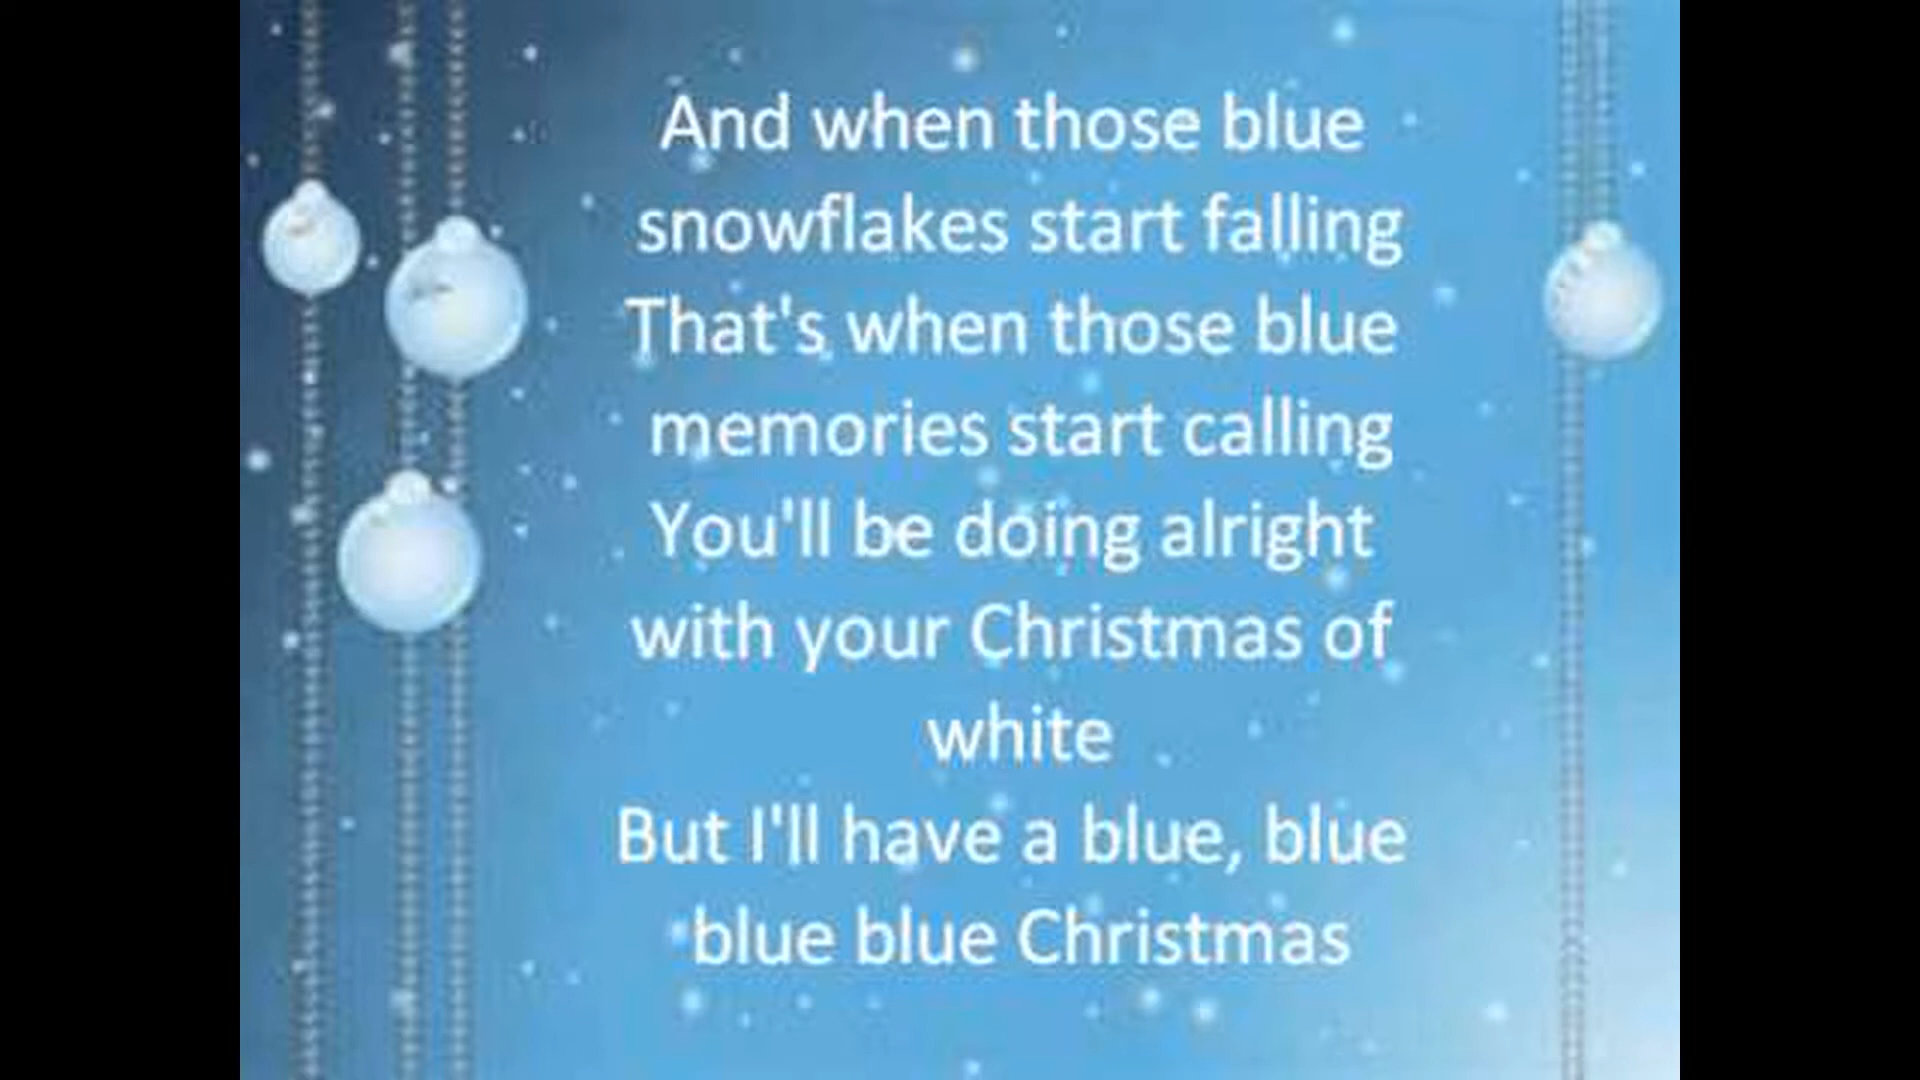 And when those blue
snowflakes start falling
That's when those blue
memories start calling
You'll be doing alright
with your Christmas of
white
But I'll have a blue, blue
blue blue Christmas